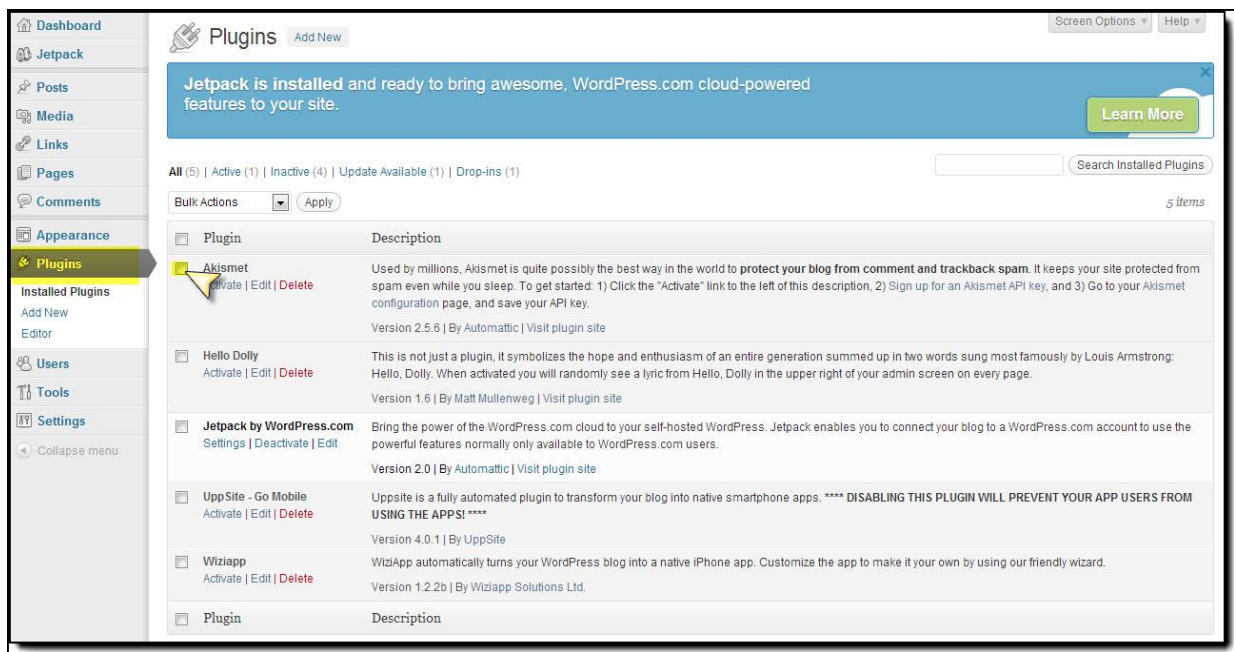 Dashboard
Jetpack
Posts
Media
Links
Pages
Comments
Appearance
Plugins
Installed Plugins
Add New
Editor
Users
Tools
Settings
Collapse menu
Screen Options Help
Plugins Add New
Jetpack is installed and ready to bring awesome, WordPress.com cloud-powered
features to your site.
Learn More
All (5) | Active (1) | Inactive (4) | Update Available (1) | Drop-ins (1)
Search Installed Plugins
Bulk Actions Apply
5 items
Plugin Description
Akismet
Edit | Delete
Used by millions, Akismet is quite possibly the best way in the world to protect your blog from comment and trackback spam. It keeps your site protected from
spam even while you sleep. To get started: 1) Click the "Activate" link to the left of this description, 2) Sign up for an Akismet API key, and 3) Go to your Akismet
configuration page, and save your API key.
Version 2.5.6 | By Automattic | Visit plugin site
Hello Dolly
Activate | Edit | Delete
This is not just a plugin, it symbolizes the hope and enthusiasm of an entire generation summed up in two words sung most famously by Louis Armstrong:
Hello, Dolly. When activated you will randomly see a lyric from Hello, Dolly in the upper right of your admin screen on every page.
Version 1.6 | By Matt Mullenweg | Visit plugin site
Jetpack by WordPress.com
Settings | Deactivate | Edit
Bring the power of the WordPress.com cloud to your self-hosted WordPress. Jetpack enables you to connect your blog to a WordPress.com account to use the
powerful features normally only available to WordPress.com users.
Version 2.0 | By Automattic | Visit plugin site
UppSite - Go Mobile
Activate | Edit | Delete
Uppsite is a fully automated plugin to transform your blog into native smartphone apps. **** DISABLING THIS PLUGIN WILL PREVENT YOUR APP USERS FROM
USING THE APPS! ****
Version 4.0.1 | By UppSite
Wiziapp
Activate | Edit | Delete
WiziApp automatically turns your WordPress blog into a native iPhone app. Customize the app to make it your own by using our friendly wizard.
Version 1.2.2b | By Wiziapp Solutions Ltd.
Plugin Description